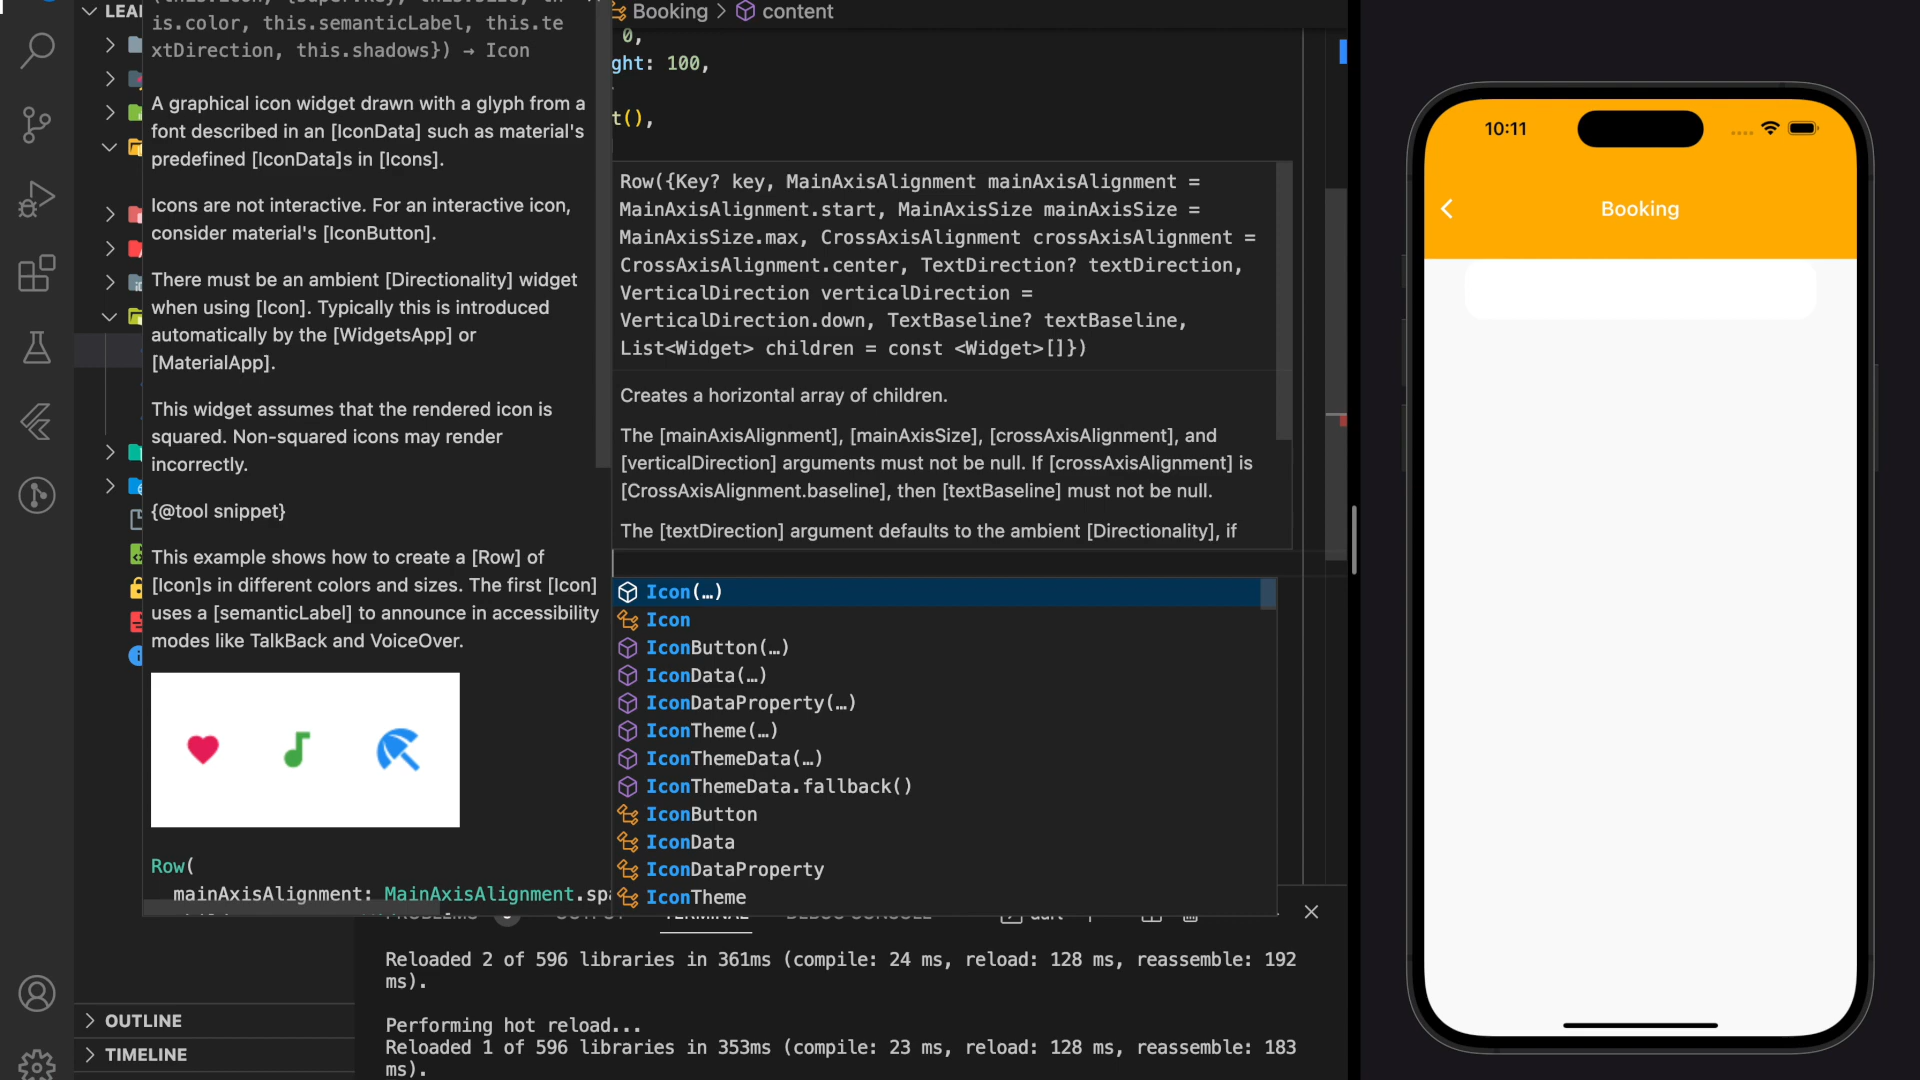 LEA
is.color, this.semanticLabel, this.te
xtDirection, this.shadows}) → Icon
A graphical icon widget drawn with a glyph from a
font described in an [IconData] such as material's
predefined [IconData]s in [Icons].
Icons are not interactive. For an interactive icon,
consider material's [IconButton].
There must be an ambient [Directionality] widget
when using [Icon]. Typically this is introduced
automatically by the [WidgetsApp] or
[MaterialApp].
This widget assumes that the rendered icon is
squared. Non-squared icons may render
incorrectly.
{@tool snippet}
This example shows how to create a [Row] of
[Icon]s in different colors and sizes. The first [Icon]
uses a [semanticLabel] to announce in accessibility
modes like TalkBack and VoiceOver.
Row(
mainAxisAlignment: MainAxisAlignment.spa
OUTLINE
TIMELINE
Booking > content
0,
ght: 100,
t(),
Row({Key? key, MainAxisAlignment mainAxisAlignment =
MainAxisAlignment.start, MainAxisSize mainAxisSize =
MainAxisSize.max, CrossAxisAlignment crossAxisAlignment =
CrossAxisAlignment.center, TextDirection? textDirection,
VerticalDirection verticalDirection =
VerticalDirection.down, TextBaseline? textBaseline,
List<Widget> children = const <Widget>[]})
Creates a horizontal array of children.
The [mainAxisAlignment], [mainAxisSize], [crossAxisAlignment], and
[verticalDirection] arguments must not be null. If [crossAxisAlignment] is
[CrossAxisAlignment.baseline], then [textBaseline] must not be null.
The [textDirection] argument defaults to the ambient [Directionality], if
Icon(…)
Icon
IconButton(…)
IconData(…)
IconDataProperty(…)
IconTheme(…)
IconThemeData(…)
IconThemeData.fallback()
IconButton
IconData
IconDataProperty
IconTheme
PROBLEMS OUTPUT TERMINAL DEBUG CONSOLE dart
Reloaded 2 of 596 libraries in 361ms (compile: 24 ms, reload: 128 ms, reassemble: 192
ms).
Performing hot reload...
Reloaded 1 of 596 libraries in 353ms (compile: 23 ms, reload: 128 ms, reassemble: 183
ms).
10:11
Booking